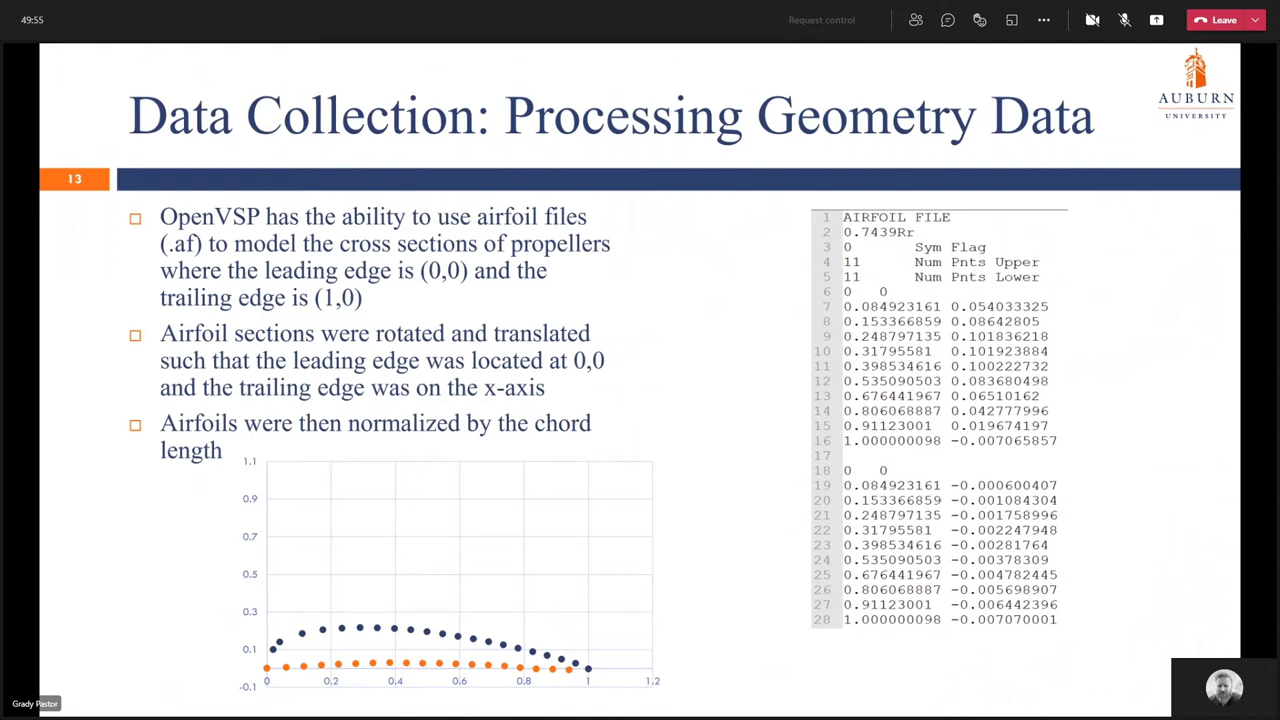 49:55
Request control
Leave
Data Collection: Processing Geometry Data
AUBURN
UNIVERSITY
13
OpenVSP has the ability to use airfoil files
(.af) to model the cross sections of propellers
where the leading edge is (0,0) and the
trailing edge is (1,0)
Airfoil sections were rotated and translated
such that the leading edge was located at 0,0
and the trailing edge was on the x-axis
Airfoils were then normalized by the chord
length
1.1
0.9
0.7
0.5
0.3
0.1
-0.1
0 0.2 0.4 0.6 0.8 1 1.2
1 AIRFOIL FILE
2 0.7439Rr
3 0 Sym Flag
4 11 Num Pnts Upper
5 11 Num Pnts Lower
6 0 0
7 0.084923161 0.054033325
8 0.153366859 0.08642805
9 0.248797135 0.101836218
10 0.31795581 0.101923884
11 0.398534616 0.100222732
12 0.535090503 0.083680498
13 0.676441967 0.06510162
14 0.806068887 0.042777996
15 0.91123001 0.019674197
16 1.000000098 -0.007065857
17
18 0 0
19 0.084923161 -0.000600407
20 0.153366859 -0.001084304
21 0.248797135 -0.001758996
22 0.31795581 -0.002247948
23 0.398534616 -0.00281764
24 0.535090503 -0.00378309
25 0.676441967 -0.004782445
26 0.806068887 -0.005698907
27 0.91123001 -0.006442396
28 1.000000098 -0.007070001
Grady Pastor